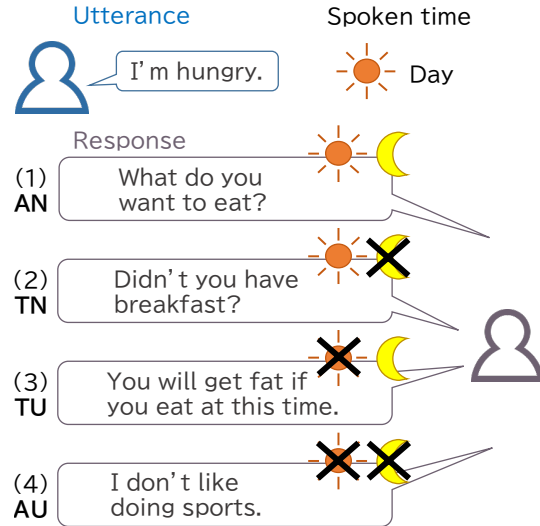 Utterance
Spoken time
I'm hungry.
Day
Response
(1)
AN
What do you
want to eat?
(2)
TN
Didn't you have
breakfast?
(3)
TU
You will get fat if
you eat at this time.
(4)
AU
I don't like
doing sports.